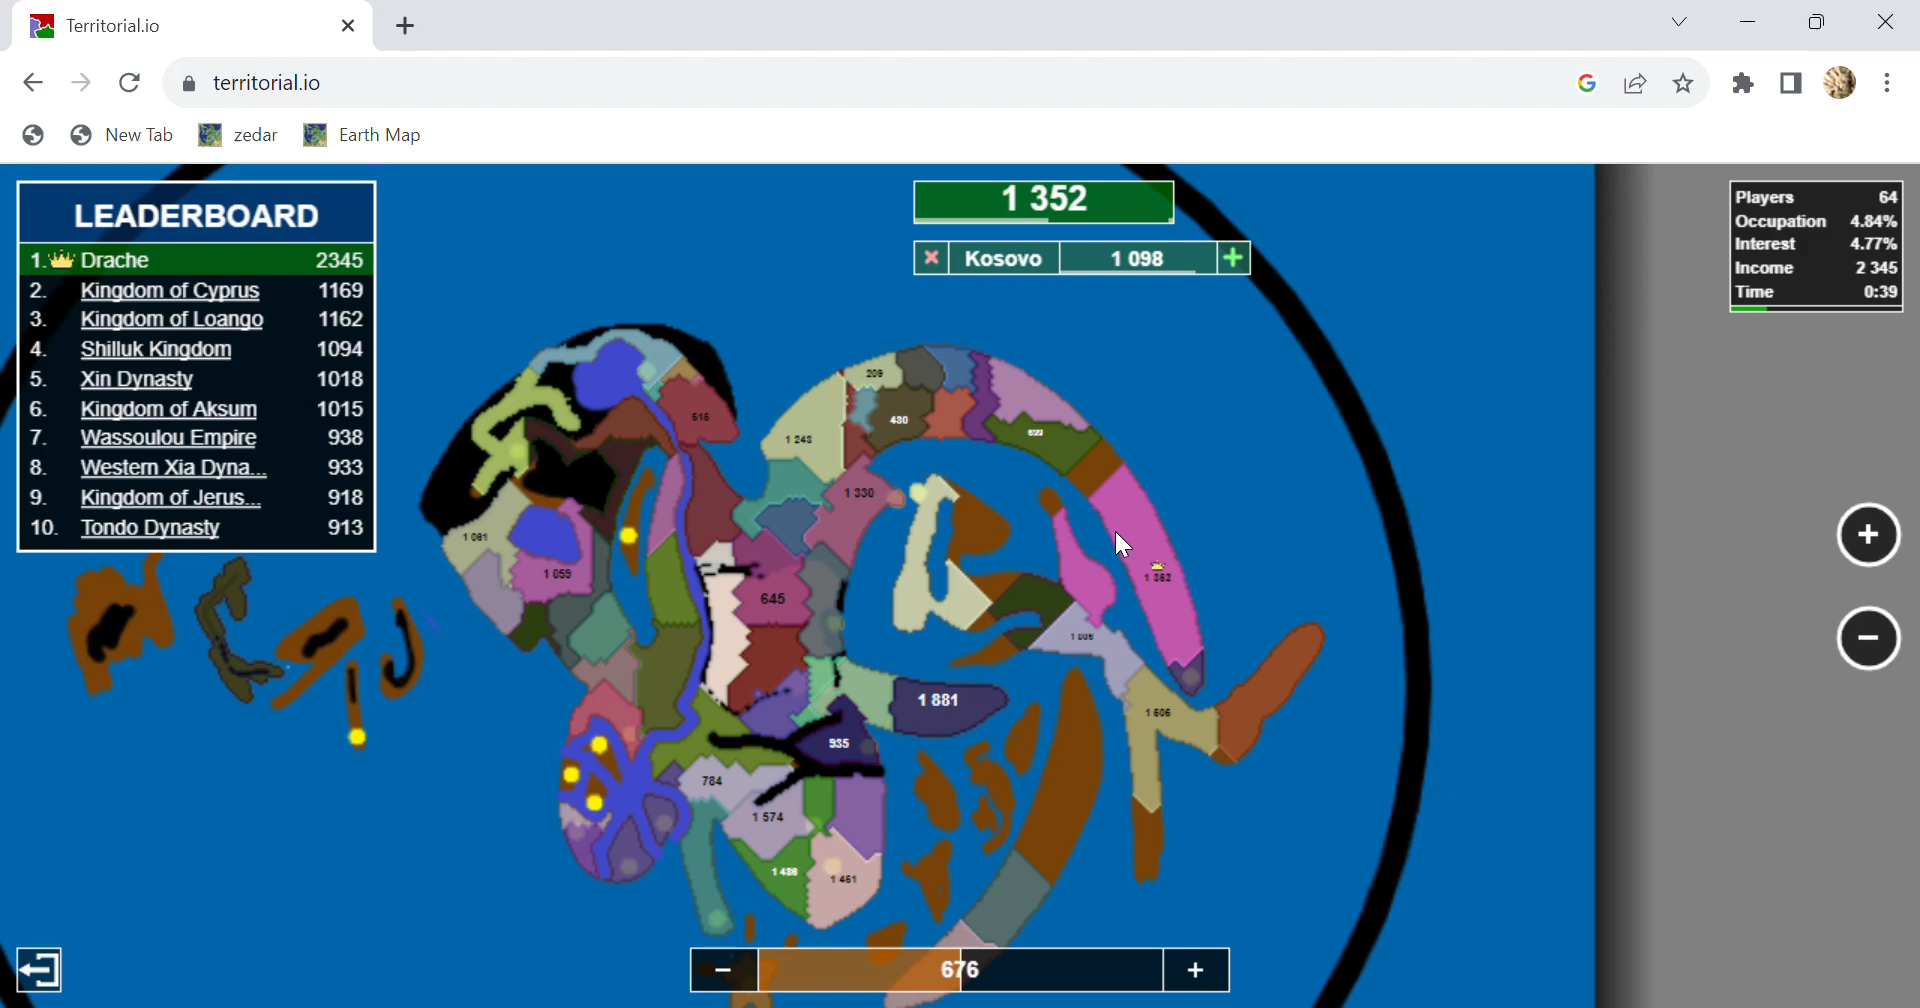 Territorial.io
territorial.io
New Tab zedar Earth Map
LEADERBOARD
1. Drache 2345
2. Kingdom of Cyprus 1169
3. Kingdom of Loango 1162
4. Shilluk Kingdom 1094
5. Xin Dynasty 1018
6. Kingdom of Aksum 1015
7. Wassoulou Empire 938
8. Western Xia Dyna... 933
9. Kingdom of Jerus... 918
10. Tondo Dynasty 913
1 352
Kosovo 1 098
Players 64
Occupation 4.84%
Interest 4.77%
Income 2 345
Time 0:39
209
616
430
1 243
1 330
1 059
645
1 881
1 606
935
784
1 574
1 461
676